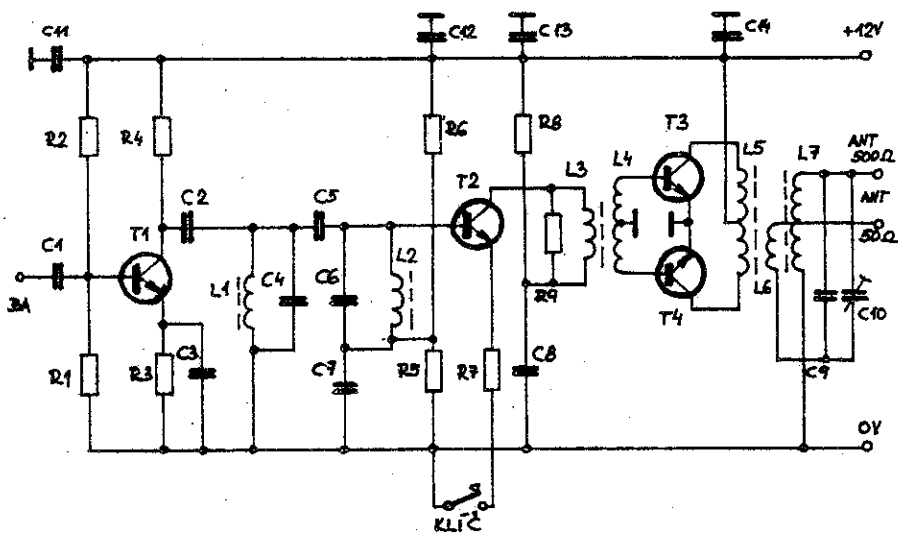 C11
C12
C13
C14
+12V
R2
R4
R6
R8
T3
L5
L7
ANT
500Ω
ANT
50Ω
C2
C5
T2
L3
L4
C1
T1
L1
C4
C6
L2
R9
L6
T4
C10
R1
R3
C3
C7
R5
R7
C8
C9
0V
KLÍČ